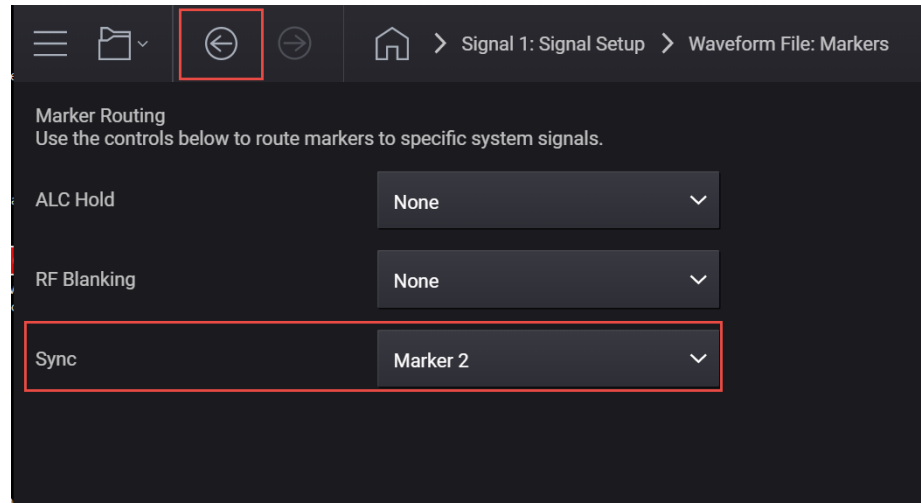 Signal 1: Signal Setup Waveform File: Markers
Marker Routing
Use the controls below to route markers to specific system signals.
ALC Hold None
RF Blanking None
Sync Marker 2